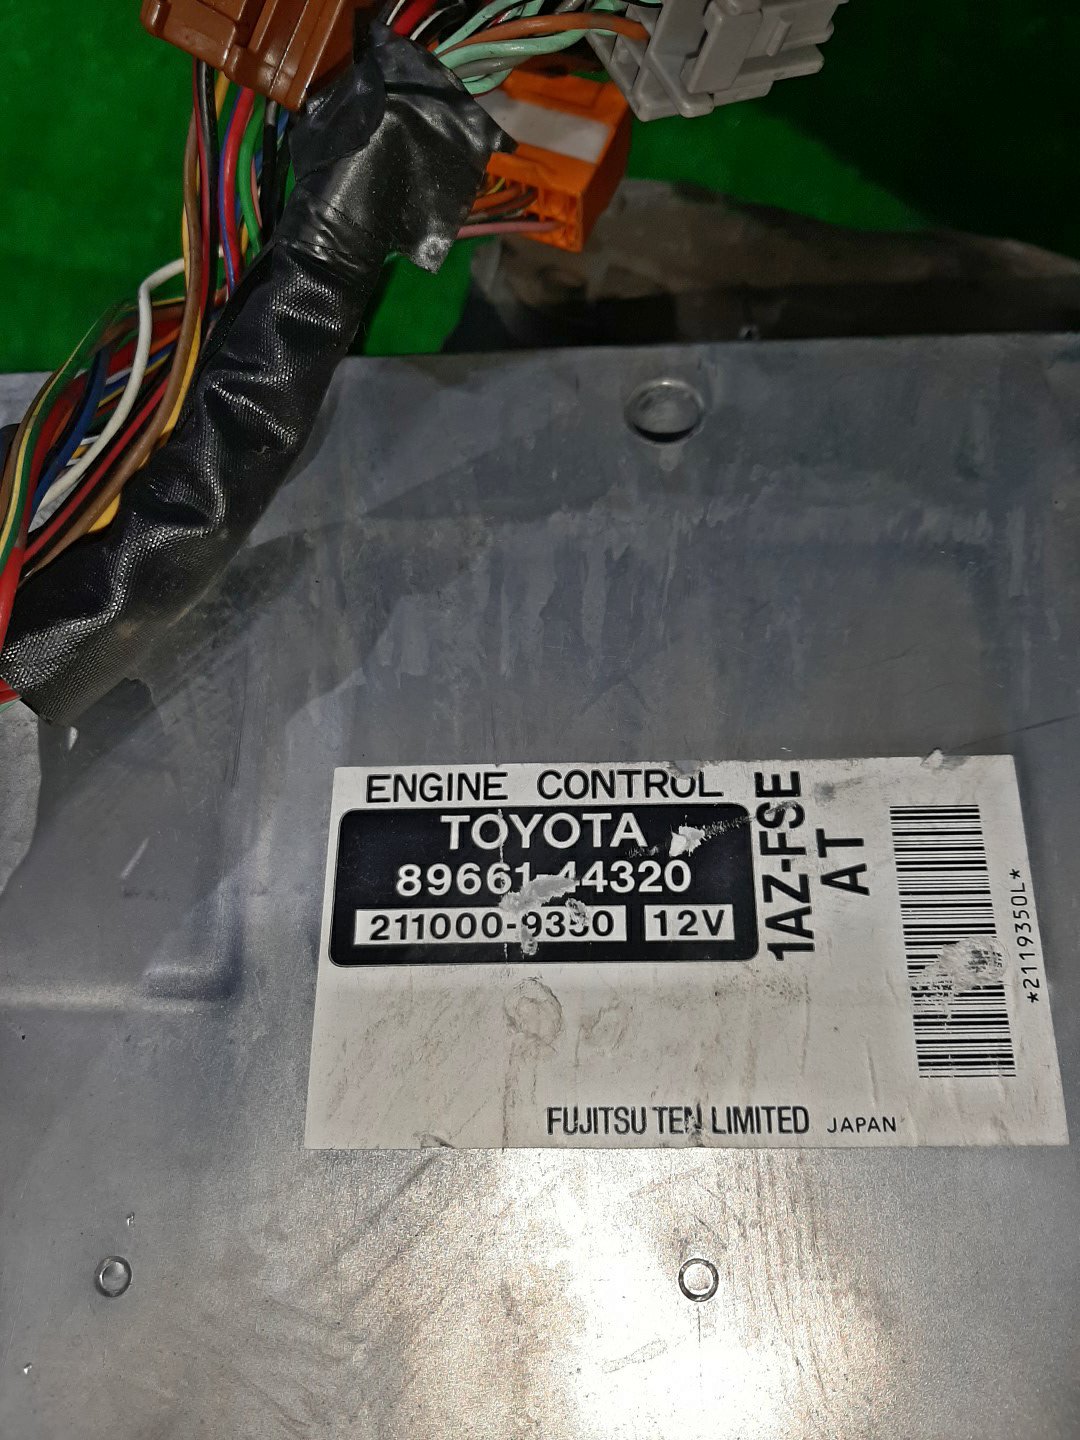 ENGINE CONTROL
TOYOTA
89661-44320
211000-9350
12V
1AZ-FSE
AT
*2119350L*
FUJITSU TEN LIMITED JAPAN